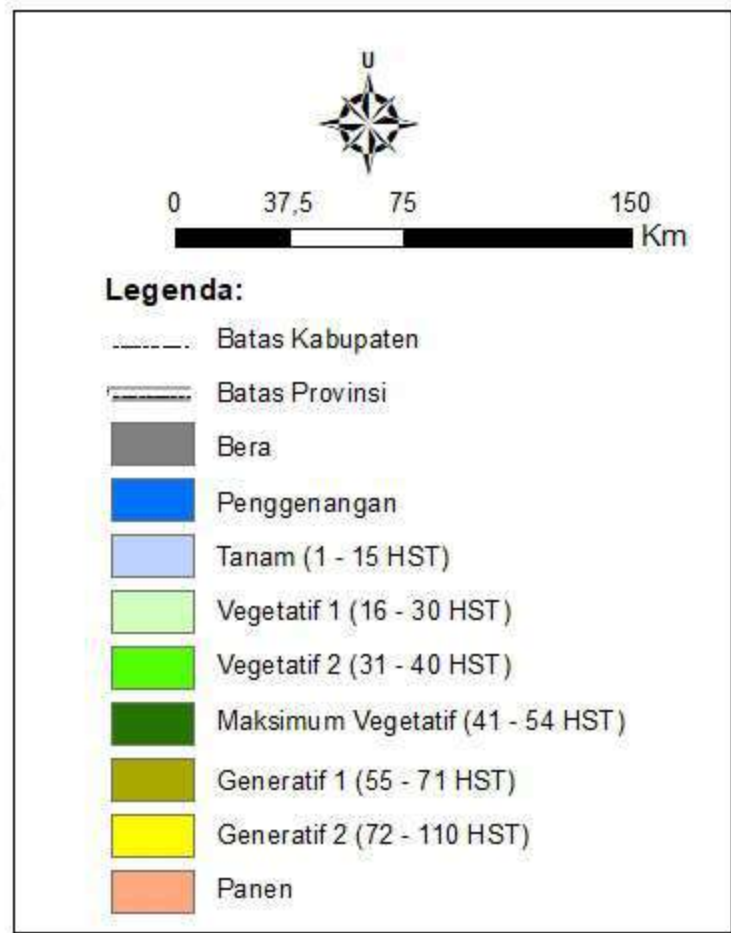 U
0 37,5 75 150
Km
Legenda:
Batas Kabupaten
Batas Provinsi
Bera
Penggenangan
Tanam (1 - 15 HST)
Vegetatif 1 (16 - 30 HST)
Vegetatif 2 (31 - 40 HST)
Maksimum Vegetatif (41 - 54 HST)
Generatif 1 (55 - 71 HST)
Generatif 2 (72 - 110 HST)
Panen